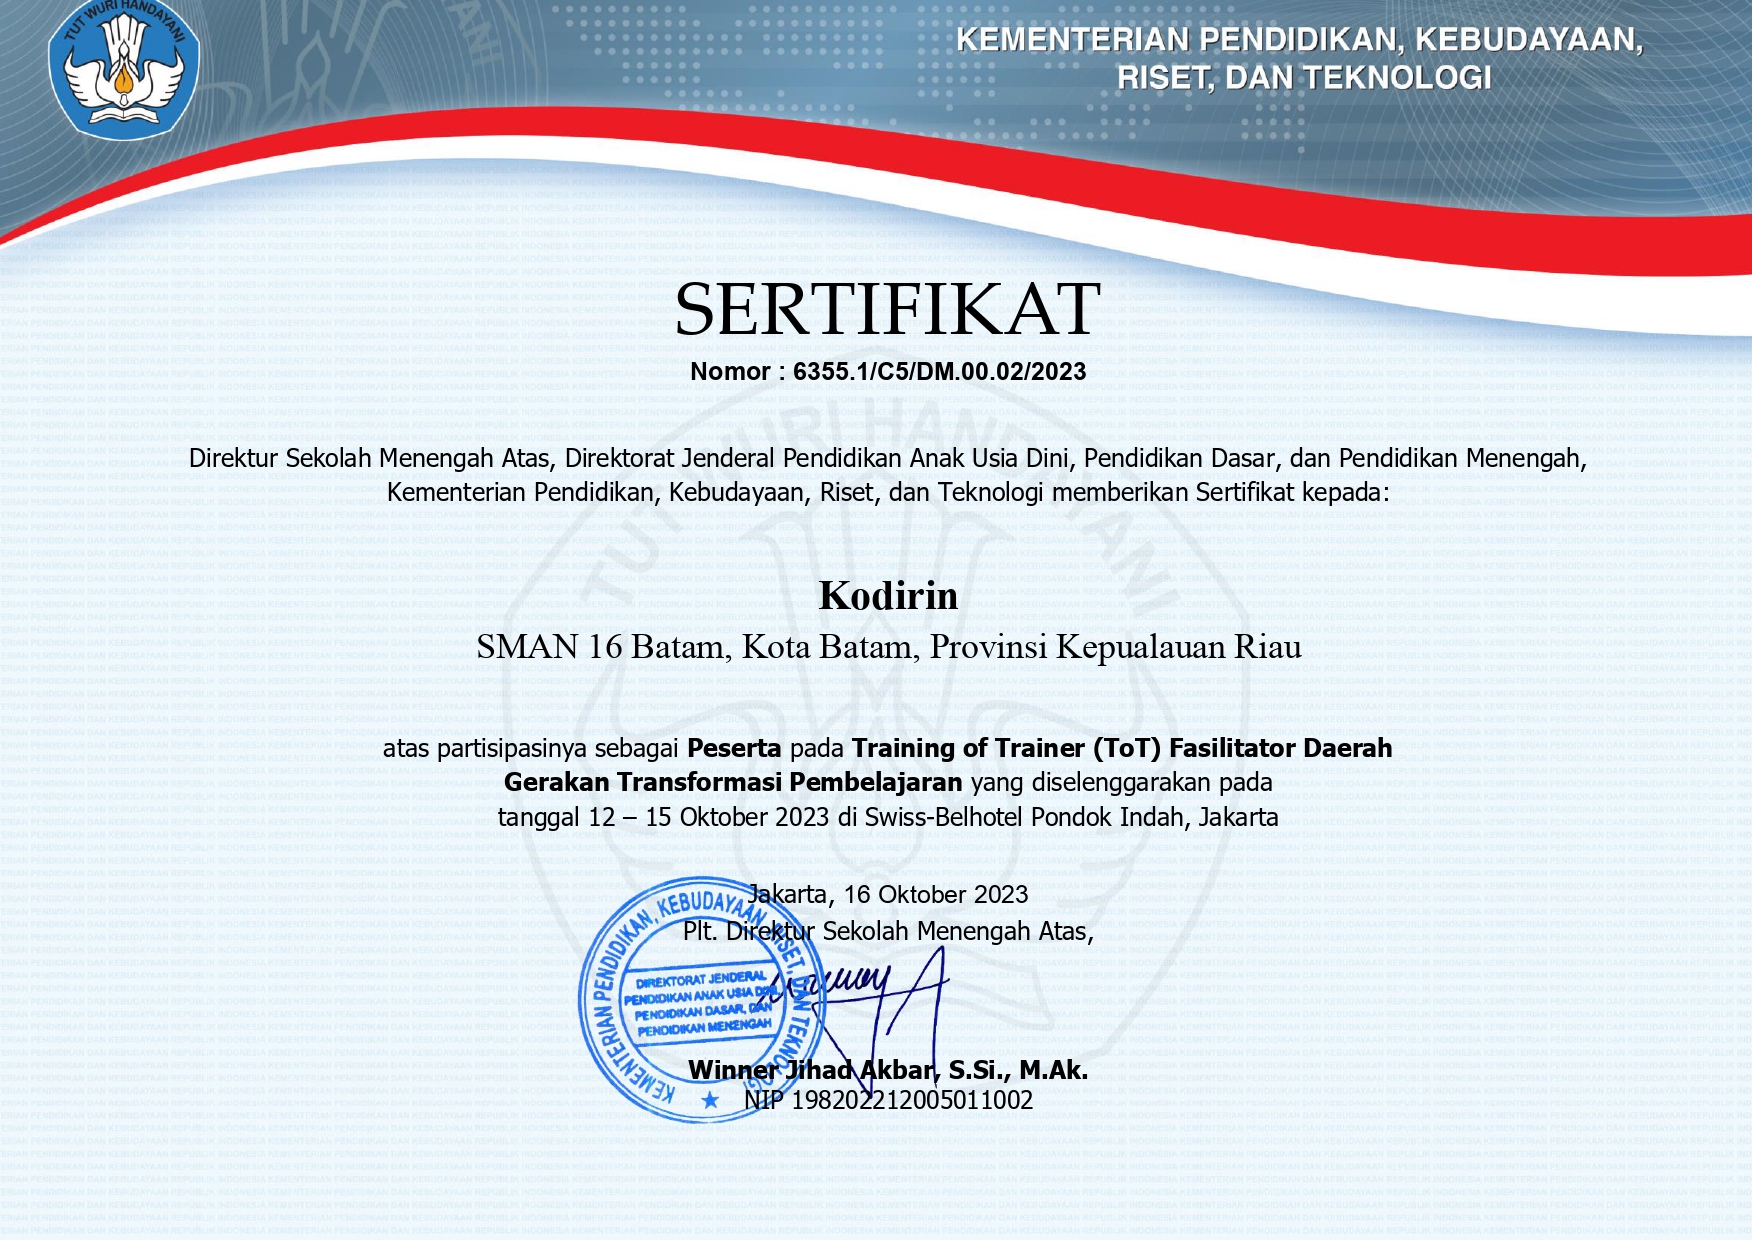 TUT WURI HANDAYANI
KEMENTERIAN PENDIDIKAN, KEBUDAYAAN,
RISET, DAN TEKNOLOGI
SERTIFIKAT
Nomor : 6355.1/C5/DM.00.02/2023
Direktur Sekolah Menengah Atas, Direktorat Jenderal Pendidikan Anak Usia Dini, Pendidikan Dasar, dan Pendidikan Menengah,
Kementerian Pendidikan, Kebudayaan, Riset, dan Teknologi memberikan Sertifikat kepada:
TUT WURI HANDAYANI
Kodirin
SMAN 16 Batam, Kota Batam, Provinsi Kepualauan Riau
atas partisipasinya sebagai Peserta pada Training of Trainer (ToT) Fasilitator Daerah
Gerakan Transformasi Pembelajaran yang diselenggarakan pada
tanggal 12 – 15 Oktober 2023 di Swiss-Belhotel Pondok Indah, Jakarta
Jakarta, 16 Oktober 2023
Plt. Direktur Sekolah Menengah Atas,
KEMENTERIAN PENDIDIKAN, KEBUDAYAAN, RISET, DAN TEKNOLOGI
DIREKTORAT JENDERAL
PENDIDIKAN ANAK USIA DINI,
PENDIDIKAN DASAR, DAN
PENDIDIKAN MENENGAH
Winner Jihad Akbar, S.Si., M.Ak.
NIP 198202212005011002